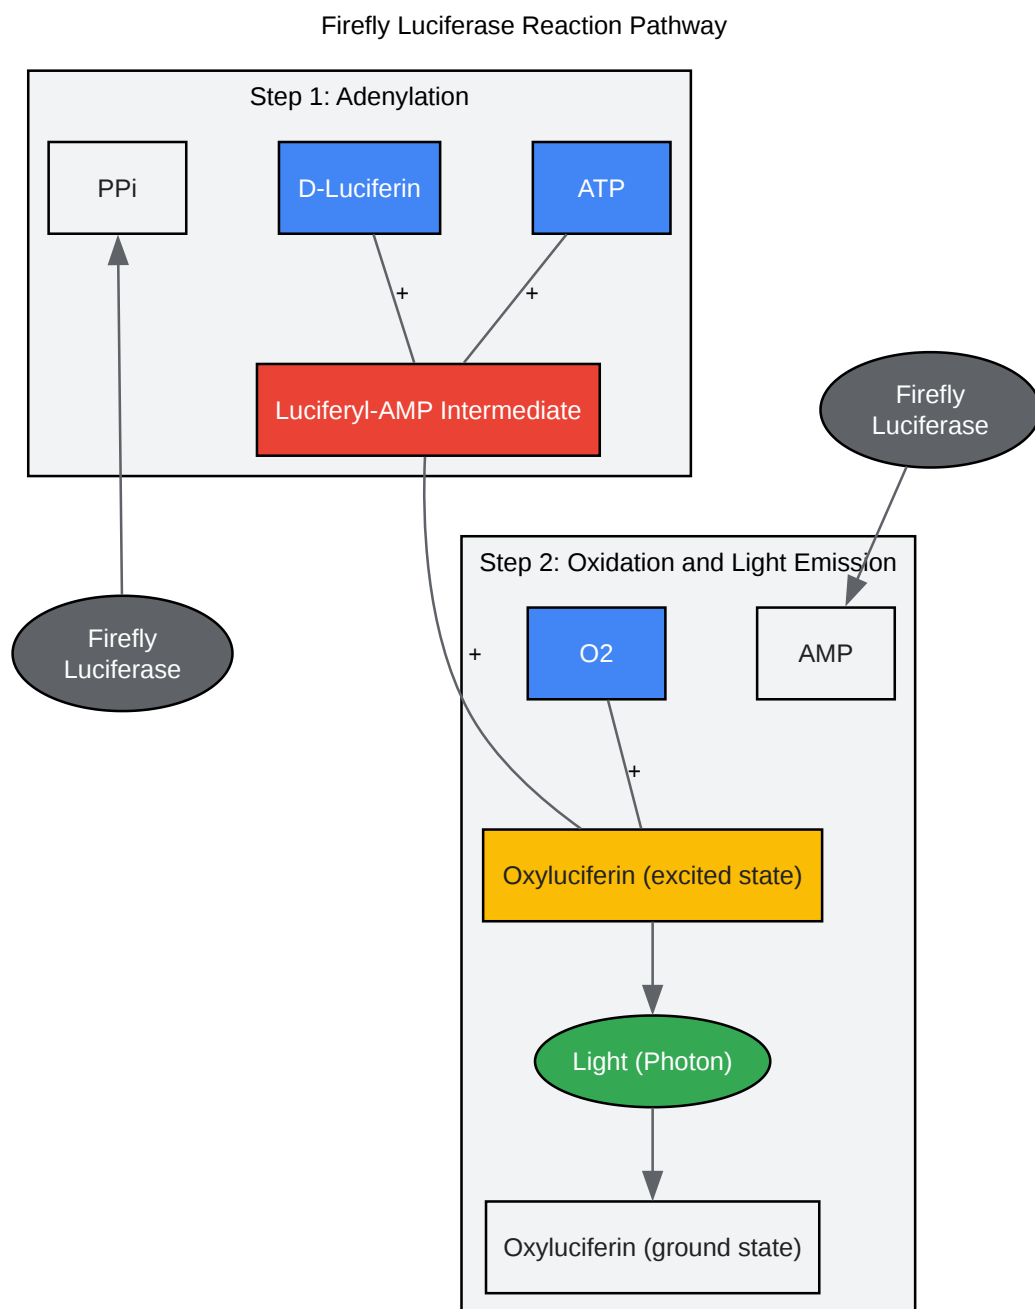 Firefly Luciferase Reaction Pathway
Step 1: Adenylation
PPi
D-Luciferin
ATP
+
+
Luciferyl-AMP Intermediate
Firefly
Luciferase
Step 2: Oxidation and Light Emission
Firefly
Luciferase
O2
AMP
+
+
Oxyluciferin (excited state)
Light (Photon)
Oxyluciferin (ground state)